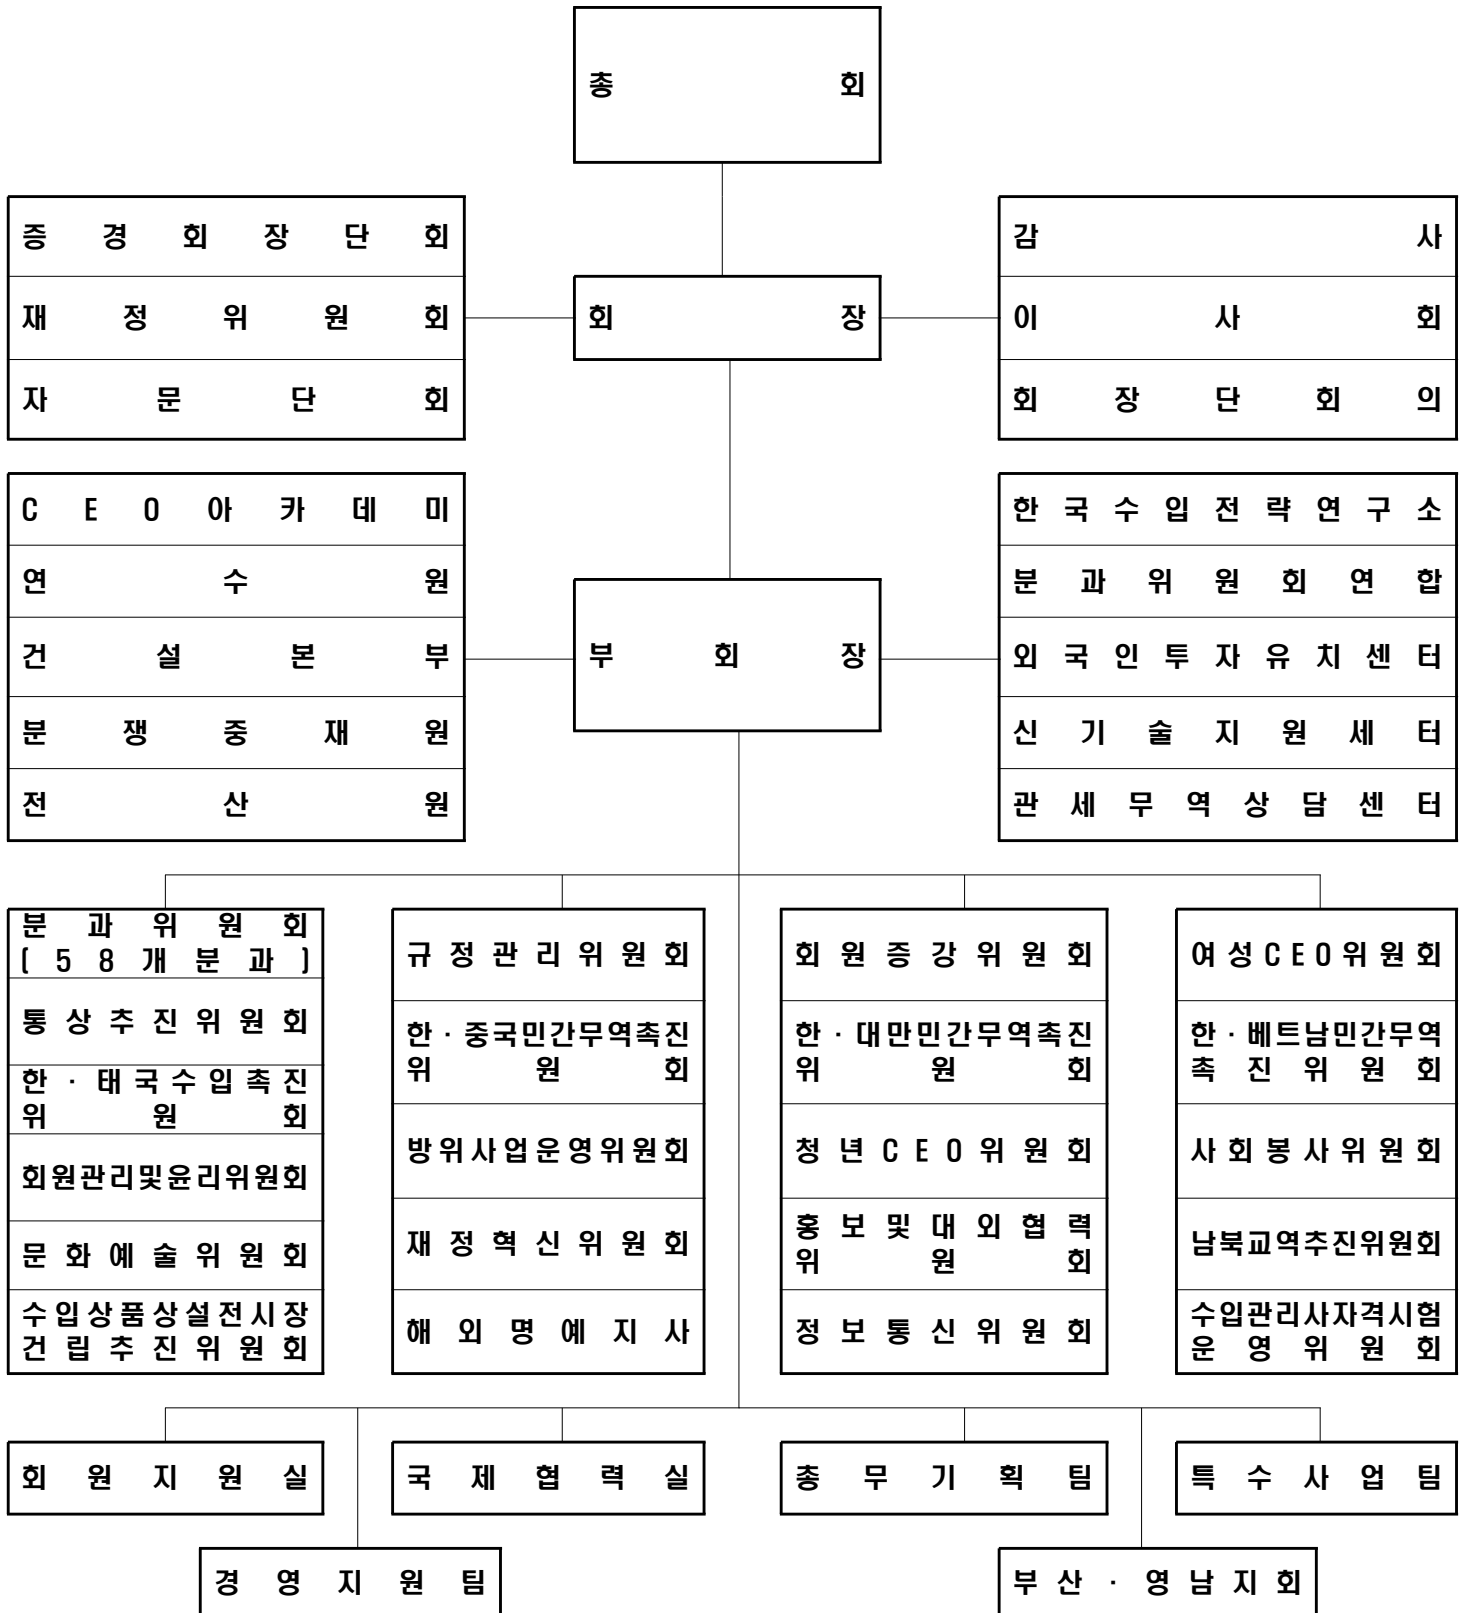 총 회
증 경 회 장 단 회
재 정 위 원 회
자 문 단 회
회 장
감 사
이 사 회
회 장 단 회 의
C E O 아 카 데 미
연 수 원
건 설 본 부
분 쟁 중 재 원
전 산 원
부 회 장
한 국 수 입 전 략 연 구 소
분 과 위 원 회 연 합
외 국 인 투 자 유 치 센 터
신 기 술 지 원 세 터
관 세 무 역 상 담 센 터
분 과 위 원 회
( 5 8 개 분 과 )
통 상 추 진 위 원 회
한 · 태 국 수 입 촉 진
위 원 회
회원관리및윤리위원회
문 화 예 술 위 원 회
수 입 상 품 상 설 전 시 장
건 립 추 진 위 원 회
규 정 관 리 위 원 회
한 · 중국민간무역촉진
위 원 회
방위사업운영위원회
재 정 혁 신 위 원 회
해 외 명 예 지 사
회 원 증 강 위 원 회
한 · 대만민간무역촉진
위 원 회
청 년 C E O 위 원 회
홍 보 및 대 외 협 력
위 원 회
정 보 통 신 위 원 회
여 성 C E O 위 원 회
한 · 베트남민간무역
촉 진 위 원 회
사 회 봉 사 위 원 회
남북교역추진위원회
수입관리사자격시험
운 영 위 원 회
회 원 지 원 실
국 제 협 력 실
총 무 기 획 팀
특 수 사 업 팀
경 영 지 원 팀
부 산 · 영 남 지 회